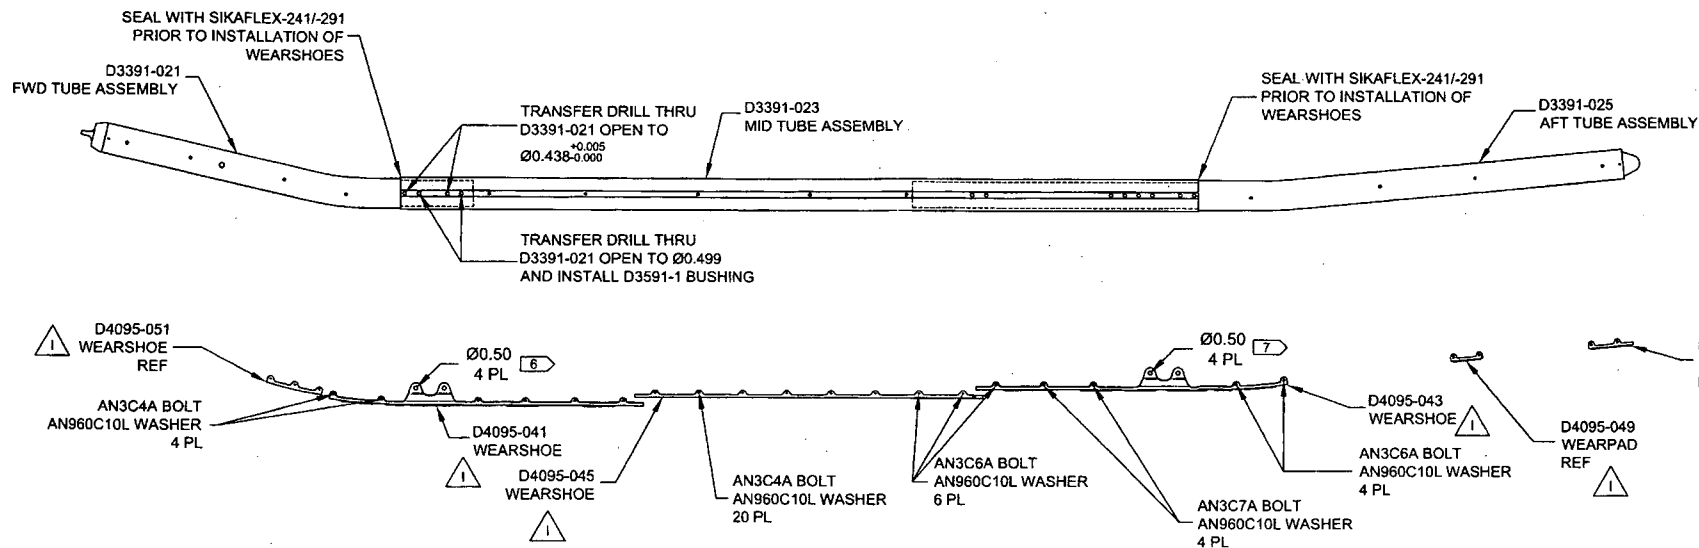 SEAL WITH SIKAFLEX-241/-291
PRIOR TO INSTALLATION OF
WEARSHOES
D3391-021
FWD TUBE ASSEMBLY
TRANSFER DRILL THRU
D3391-021 OPEN TO
Ø0.438 +0.005 -0.000
D3391-023
MID TUBE ASSEMBLY
SEAL WITH SIKAFLEX-241/-291
PRIOR TO INSTALLATION OF
WEARSHOES
D3391-025
AFT TUBE ASSEMBLY
TRANSFER DRILL THRU
D3391-021 OPEN TO Ø0.499
AND INSTALL D3591-1 BUSHING
1
D4095-051
WEARSHOE
REF
Ø0.50
4 PL
6
Ø0.50
4 PL
7
AN3C4A BOLT
AN960C10L WASHER
4 PL
D4095-041
WEARSHOE
1
D4095-045
WEARSHOE
1
AN3C4A BOLT
AN960C10L WASHER
20 PL
AN3C6A BOLT
AN960C10L WASHER
6 PL
AN3C7A BOLT
AN960C10L WASHER
4 PL
D4095-043
WEARSHOE
1
AN3C6A BOLT
AN960C10L WASHER
4 PL
D4095-049
WEARPAD
REF
1